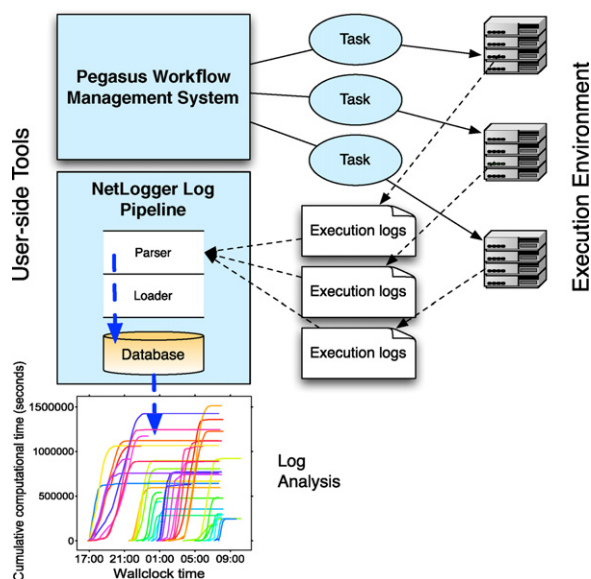 Pegasus Workflow
Management System
Task
Task
Task
User-side Tools
Execution Environment
NetLogger Log
Pipeline
Parser
Loader
Database
Execution logs
Execution logs
Execution logs
Cumulative computational time (seconds)
1500000
1000000
500000
0
17:00 21:00 01:00 05:00 09:00
Wallclock time
Log
Analysis